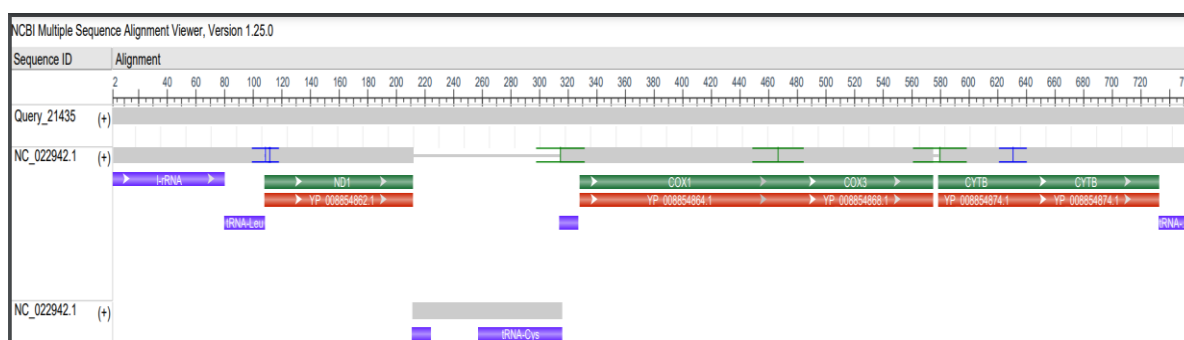 NCBI Multiple Sequence Alignment Viewer, Version 1.25.0
Sequence ID Alignment
2 40 60 80 100 120 140 160 180 200 220 240 260 280 300 320 340 360 380 400 420 440 460 480 500 520 540 560 580 600 620 640 660 680 700 720
Query_21435 (+)
NC_022942.1 (+)
l-rRNA ND1 COX1 COX3 CYTB CYTB
YP_008854862.1 YP_008854864.1 YP_008854868.1 YP_008854874.1 YP_008854874.1
tRNA-Leu tRNA-
NC_022942.1 (+)
tRNA-Cys